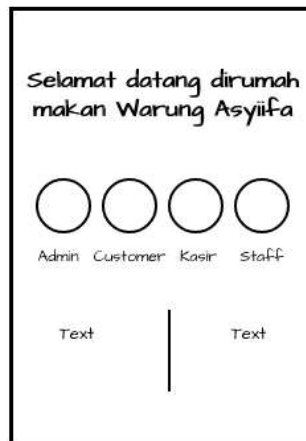 Selamat datang dirumah
makan Warung Asyiifa
Admin Customer Kasir Staff
Text Text